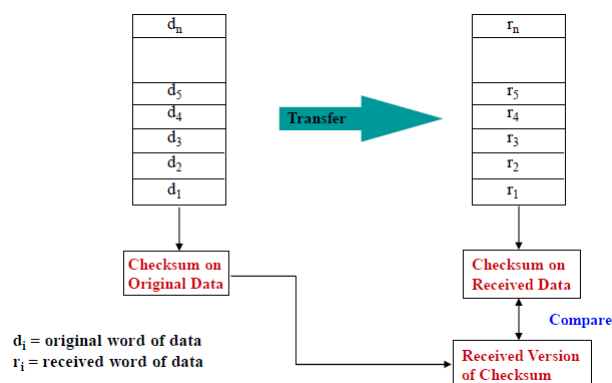 dₙ
d₅
d₄
d₃
d₂
d₁
Transfer
rₙ
r₅
r₄
r₃
r₂
r₁
Checksum on
Original Data
Checksum on
Received Data
Compare
Received Version
of Checksum
dᵢ = original word of data
rᵢ = received word of data